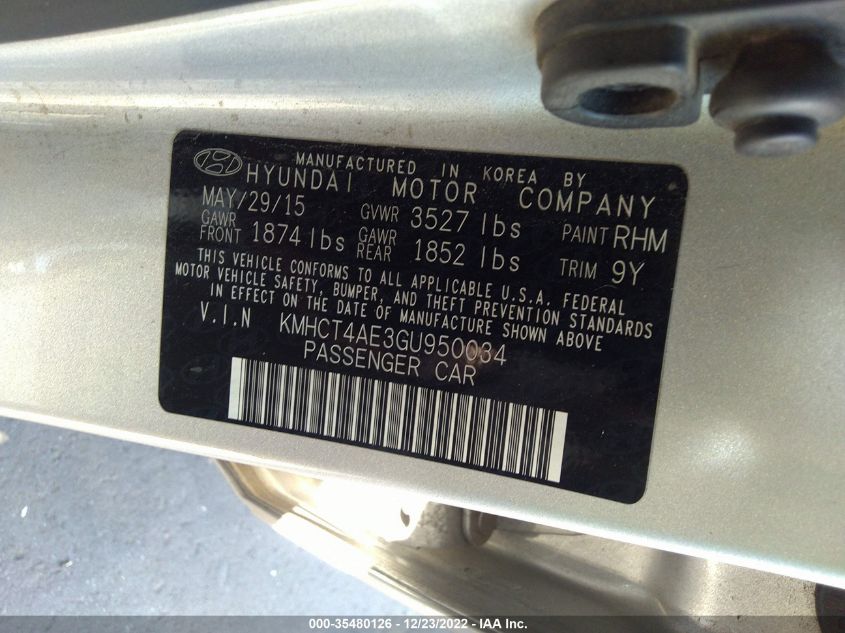 MANUFACTURED IN KOREA BY
HYUNDAI MOTOR COMPANY
MAY/29/15 GVWR 3527 lbs PAINT RHM
GAWR FRONT 1874 lbs GAWR REAR 1852 lbs TRIM 9Y
THIS VEHICLE CONFORMS TO ALL APPLICABLE U.S.A. FEDERAL
MOTOR VEHICLE SAFETY, BUMPER, AND THEFT PREVENTION STANDARDS
IN EFFECT ON THE DATE OF MANUFACTURE SHOWN ABOVE
V.I.N KMHCT4AE3GU950034
PASSENGER CAR
000-35480126 - 12/23/2022 - IAA Inc.